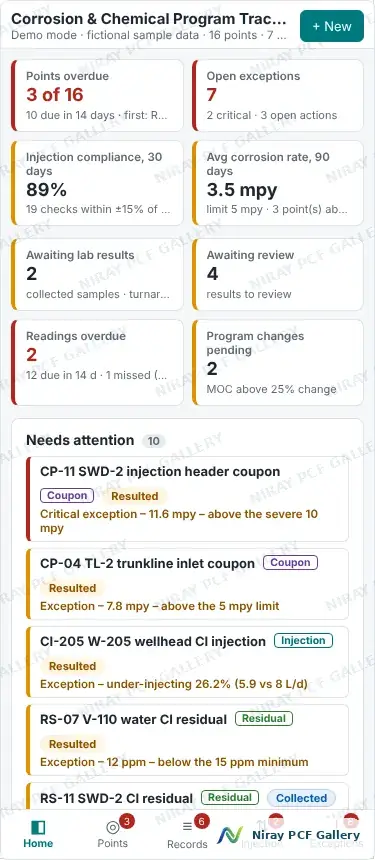 Corrosion & Chemical Program Trac...
Demo mode · fictional sample data · 16 points · 7 ...
+ New
Points overdue
3 of 16
10 due in 14 days · first: R...
Open exceptions
7
2 critical · 3 open actions
Injection compliance, 30
days
89%
19 checks within ±15% of ...
Avg corrosion rate, 90
days
3.5 mpy
limit 5 mpy · 3 point(s) ab...
Awaiting lab results
2
collected samples · turnar...
Awaiting review
4
results to review
Readings overdue
2
12 due in 14 d · 1 missed (...
Program changes
pending
2
MOC above 25% change
Needs attention 10
CP-11 SWD-2 injection header coupon
Coupon Resulted
Critical exception – 11.6 mpy – above the severe 10
mpy
CP-04 TL-2 trunkline inlet coupon Coupon
Resulted
Exception – 7.8 mpy – above the 5 mpy limit
CI-205 W-205 wellhead CI injection Injection
Resulted
Exception – under-injecting 26.2% (5.9 vs 8 L/d)
RS-07 V-110 water CI residual Residual
Resulted
Exception – 12 ppm – below the 15 ppm minimum
RS-11 SWD-2 CI residual Residual Collected
Home
3
Points
6
Records
Injection
Exceptions
Niray PCF Gallery
NIRAY PCF GALLERY